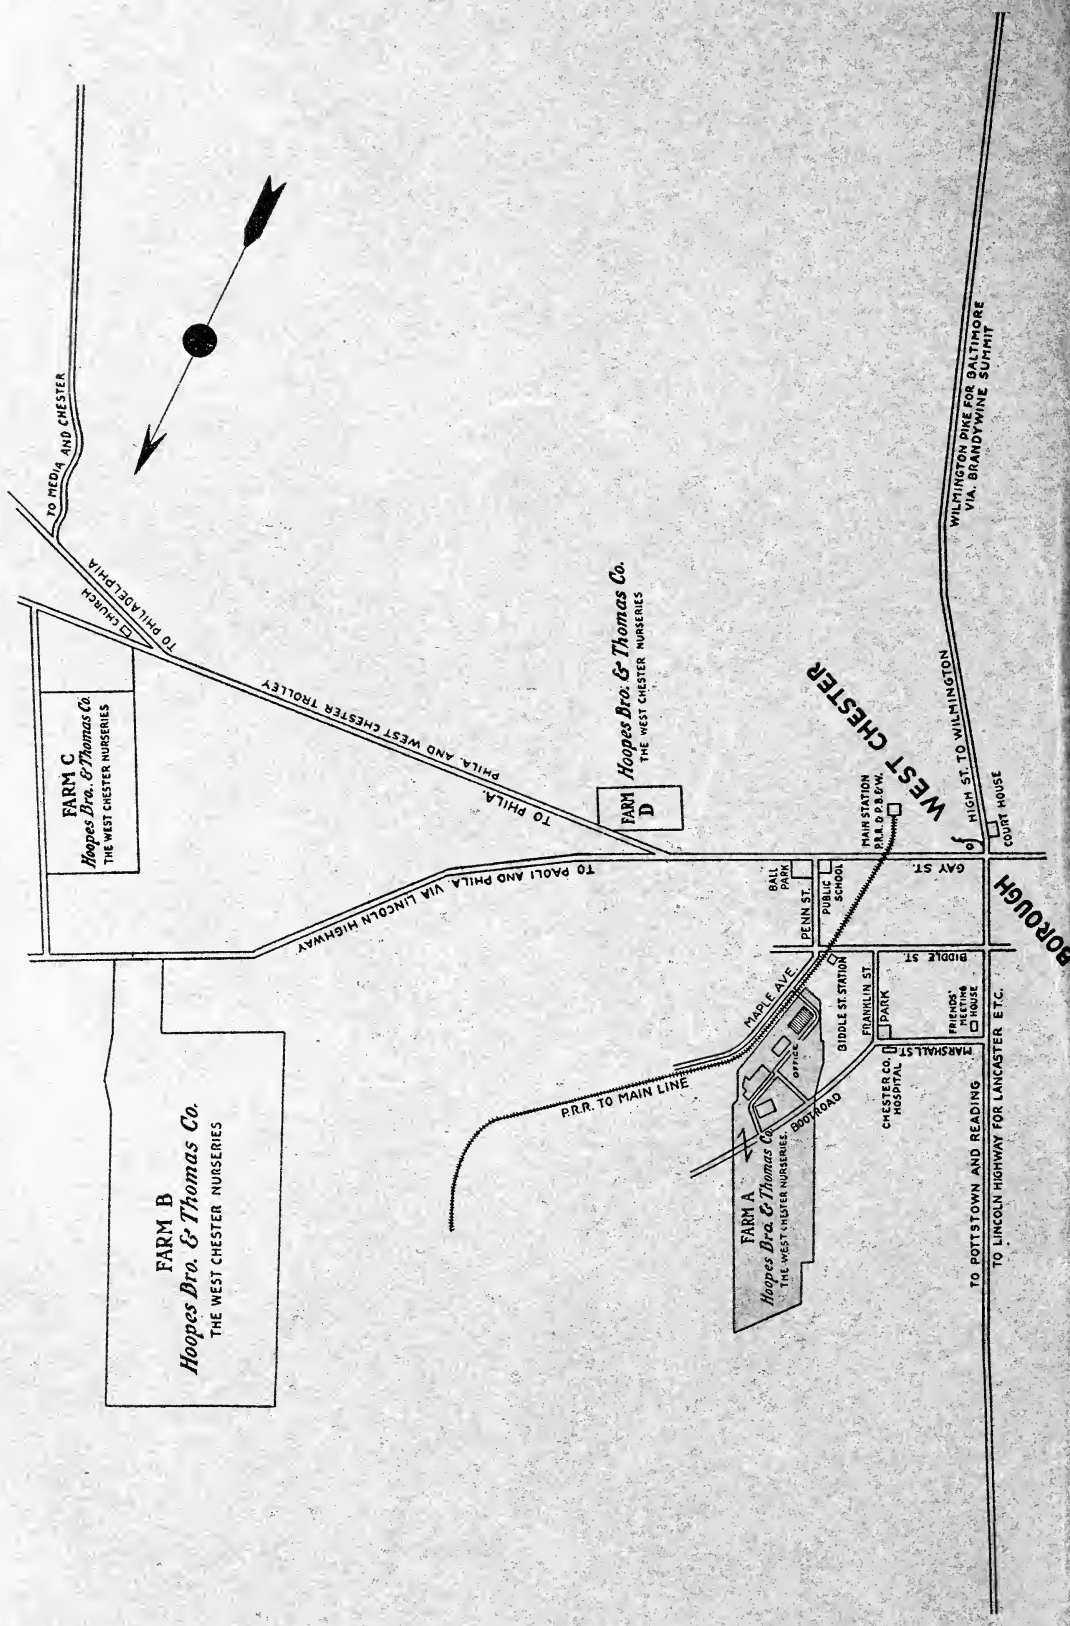 TO MEDIA AND CHESTER
TO PHILADELPHIA
CHURCH
FARM C
Hoopes Bro. & Thomas Co.
THE WEST CHESTER NURSERIES
PHILA. AND WEST CHESTER TROLLEY
TO PHILA.
TO PAOLI AND PHILA. VIA LINCOLN HIGHWAY
FARM
D
Hoopes Bro. & Thomas Co.
THE WEST CHESTER NURSERIES
FARM B
Hoopes Bro. & Thomas Co.
THE WEST CHESTER NURSERIES
P.R.R. TO MAIN LINE
MAPLE AVE.
OFFICE
FARM A
Hoopes Bro. & Thomas Co.
THE WEST CHESTER NURSERIES.
BOOT ROAD
BALL
PARK
PENN ST.
PUBLIC
SCHOOL
BIDDLE ST. STATION
FRANKLIN ST.
PARK
CHESTER CO.
HOSPITAL
MARSHALL ST.
BIDDLE ST.
FRIENDS'
MEETING
HOUSE
GAY ST.
MAIN STATION
P.R.R. & P.B. & W.
BOROUGH
WEST CHESTER
HIGH ST. TO WILMINGTON
COURT HOUSE
WILMINGTON PIKE FOR BALTIMORE
VIA. BRANDYWINE SUMMIT
TO POTTSTOWN AND READING
TO LINCOLN HIGHWAY FOR LANCASTER ETC.